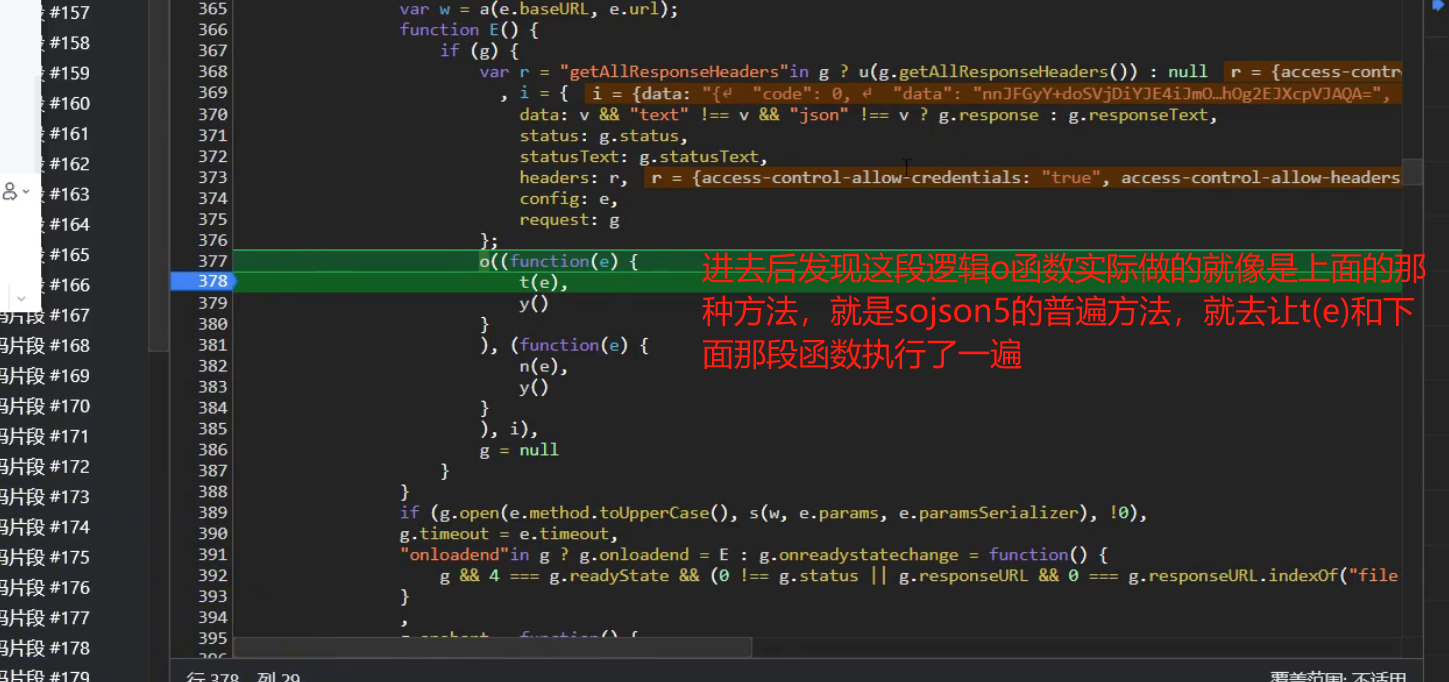 #157
段 #158
段 #159
段 #160
段 #161
段 #162
段 #163
段 #164
段 #165
段 #166
码片段 #167
码片段 #168
码片段 #169
码片段 #170
码片段 #171
码片段 #172
码片段 #173
码片段 #174
码片段 #175
码片段 #176
码片段 #177
码片段 #178
码片段 #179
365 var w = a(e.baseURL, e.url);
366 function E() {
367 if (g) {
368 var r = "getAllResponseHeaders"in g ? u(g.getAllResponseHeaders()) : null r = {access-contr
369 , i = { i = {data: "{↵ "code": 0, ↵ "data": "nnJFGyY+doSVjDiYJE4iJmO…hOg2EJXcpVJAQA=",
370 data: v && "text" !== v && "json" !== v ? g.response : g.responseText,
371 status: g.status,
372 statusText: g.statusText,
373 headers: r, r = {access-control-allow-credentials: "true", access-control-allow-headers
374 config: e,
375 request: g
376 };
377 o((function(e) {
378 t(e),
379 y()
380 }
381 ), (function(e) {
382 n(e),
383 y()
384 }
385 ), i),
386 g = null
387 }
388 }
389 if (g.open(e.method.toUpperCase(), s(w, e.params, e.paramsSerializer), !0),
390 g.timeout = e.timeout,
391 "onloadend"in g ? g.onloadend = E : g.onreadystatechange = function() {
392 g && 4 === g.readyState && (0 !== g.status || g.responseURL && 0 === g.responseURL.indexOf("file
393 }
394 ,
395
进去后发现这段逻辑o函数实际做的就像是上面的那
种方法，就是sojson5的普遍方法，就去让t(e)和下
面那段函数执行了一遍
行 378，列 29
覆盖范围: 不适用